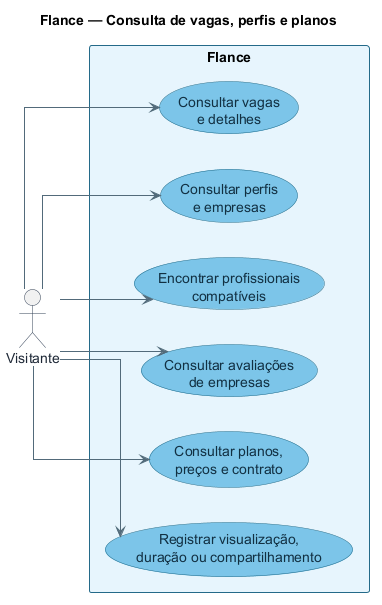 Flance — Consulta de vagas, perfis e planos
Flance
Consultar vagas
e detalhes
Consultar perfis
e empresas
Encontrar profissionais
compatíveis
Visitante
Consultar avaliações
de empresas
Consultar planos,
preços e contrato
Registrar visualização,
duração ou compartilhamento